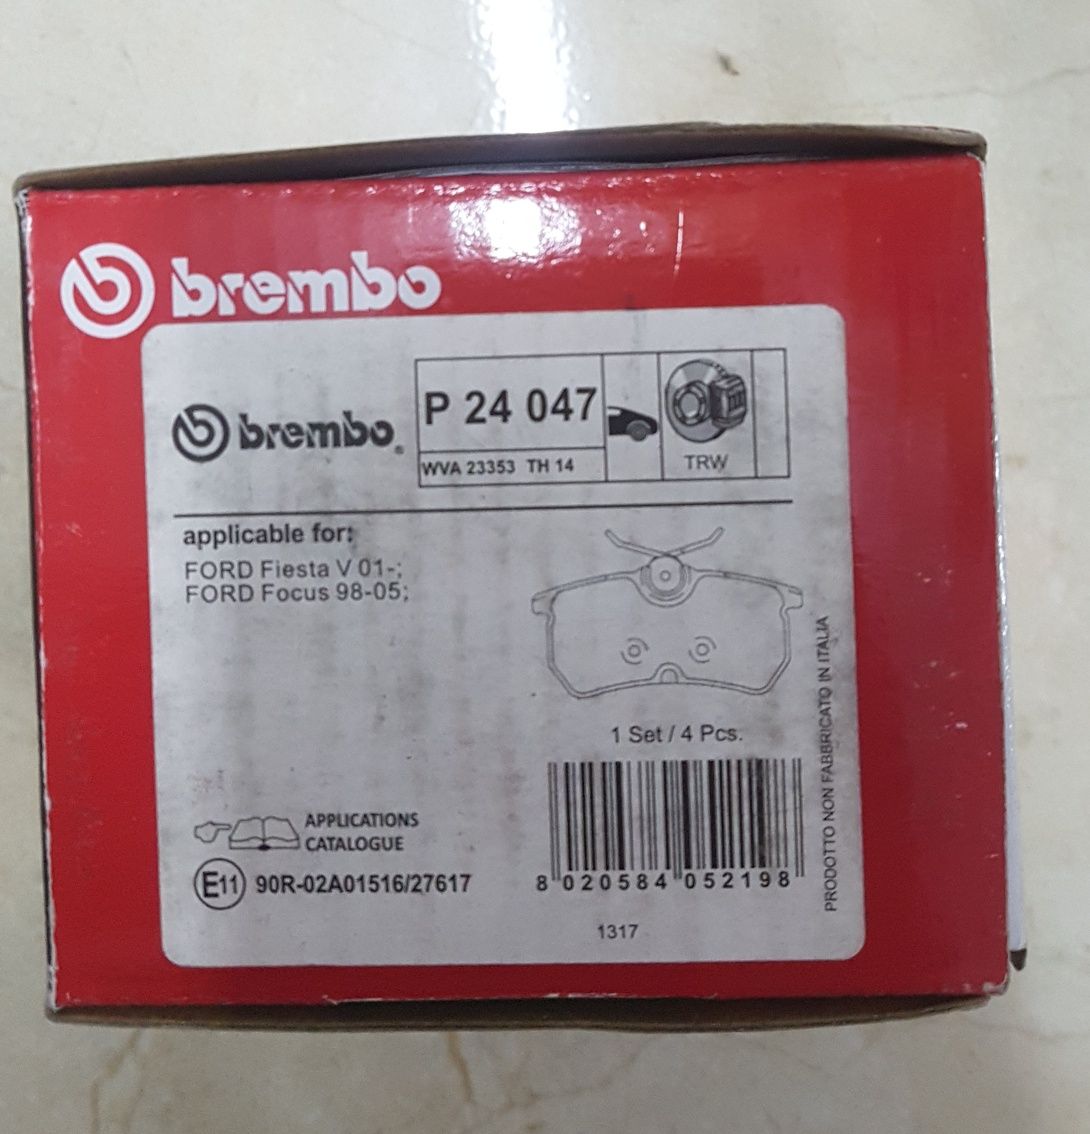 brembo
brembo
P 24 047
WVA 23353 TH 14
TRW
applicable for:
FORD Fiesta V 01-;
FORD Focus 98-05;
1 Set / 4 Pcs.
APPLICATIONS
CATALOGUE
E11 90R-02A01516/27617
8 020584 052198
1317
PRODOTTO NON FABBRICATO IN ITALIA